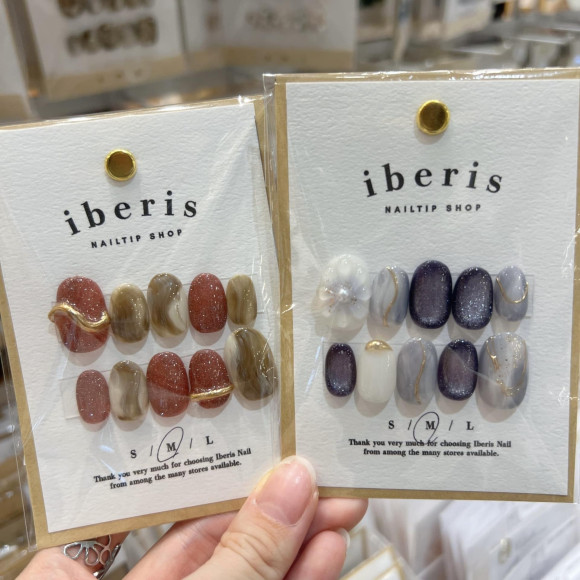 iberis
NAILTIP SHOP
S / M / L
Thank you very much for choosing Iberis Nail
from among the many stores available.
iberis
NAILTIP SHOP
S / M / L
Thank you very much for choosing Iberis Nail
from among the many stores available.